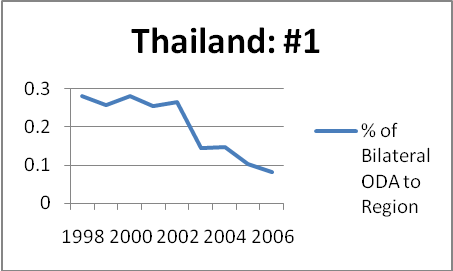 Thailand: #1
0.3
0.2
0.1
0
1998 2000 2002 2004 2006
% of
Bilateral
ODA to
Region